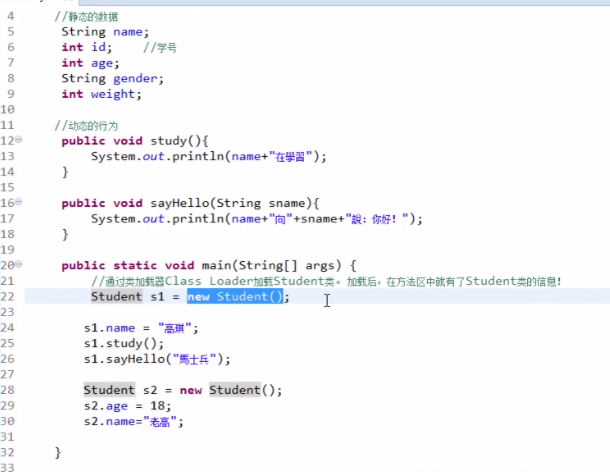 4 //静态的数据
5 String name;
6 int id; //学号
7 int age;
8 String gender;
9 int weight;
10
11 //动态的行为
12 public void study(){
13 System.out.println(name+"在學習");
14 }
15
16 public void sayHello(String sname){
17 System.out.println(name+"向"+sname+"說：你好！");
18 }
19
20 public static void main(String[] args) {
21 //通过类加载器Class Loader加载Student类。加载后，在方法区中就有了Student类的信息！
22 Student s1 = new Student();
23
24 s1.name = "高琪";
25 s1.study();
26 s1.sayHello("馬士兵");
27
28 Student s2 = new Student();
29 s2.age = 18;
30 s2.name="老高";
31
32 }
33